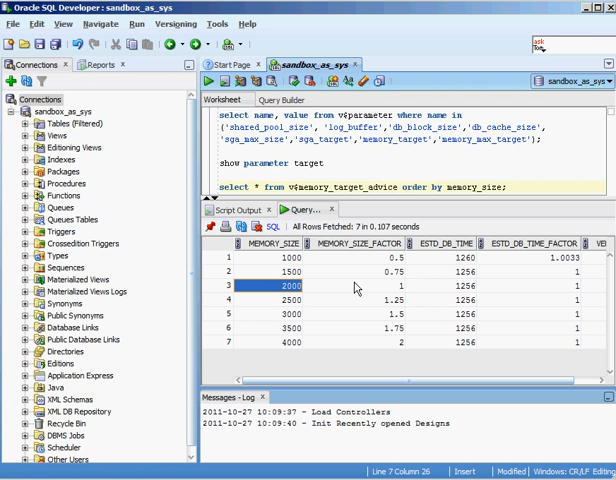 Oracle SQL Developer : sandbox_as_sys
File Edit View Navigate Run Versioning Tools Help
ask
Tom
Connections Reports
Start Page sandbox_as_sys
sandbox_as_sys
Worksheet Query Builder
Connections
sandbox_as_sys
Tables (Filtered)
Views
Editioning Views
Indexes
Packages
Procedures
Functions
Queues
Queues Tables
Triggers
Crossedition Triggers
Types
Sequences
Materialized Views
Materialized Views Logs
Synonyms
Public Synonyms
Database Links
Public Database Links
Directories
Editions
Application Express
Java
XML Schemas
XML DB Repository
Recycle Bin
DBMS Jobs
Scheduler
Other Users
select name, value from v$parameter where name in
('shared_pool_size', 'log_buffer','db_block_size','db_cache_size',
'sga_max_size','sga_target','memory_target','memory_max_target');
show parameter target
select * from v$memory_target_advice order by memory_size;
Script Output Query...
SQL All Rows Fetched: 7 in 0.107 seconds
MEMORY_SIZE MEMORY_SIZE_FACTOR ESTD_DB_TIME ESTD_DB_TIME_FACTOR VER
1 1000 0.5 1260 1.0033
2 1500 0.75 1256 1
3 2000 1 1256 1
4 2500 1.25 1256 1
5 3000 1.5 1256 1
6 3500 1.75 1256 1
7 4000 2 1256 1
Messages - Log
2011-10-27 10:09:37 - Load Controllers
2011-10-27 10:09:40 - Init Recently opened Designs
Line 7 Column 26 Insert Modified Windows: CR/LF Editing